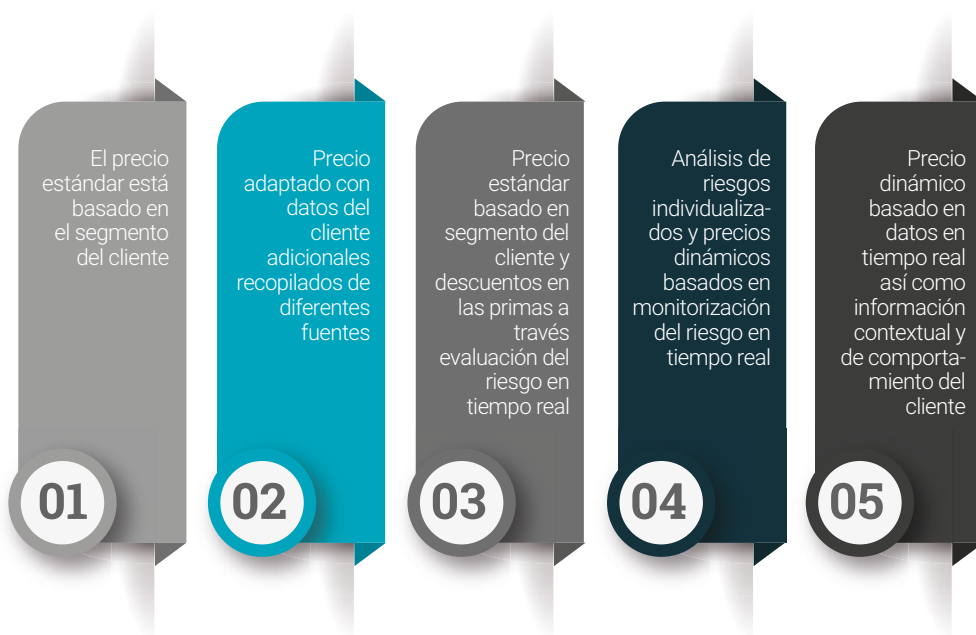 El precio
estándar está
basado en
el segmento
del cliente
01
Precio
adaptado con
datos del
cliente
adicionales
recopilados de
diferentes
fuentes
02
Precio
estándar
basado en
segmento del
cliente y
descuentos en
las primas a
través
evaluación del
riesgo en
tiempo real
03
Análisis de
riesgos
individualiza-
dos y precios
dinámicos
basados en
monitorización
del riesgo en
tiempo real
04
Precio
dinámico
basado en
datos en
tiempo real
así como
información
contextual y
de comporta-
miento del
cliente
05